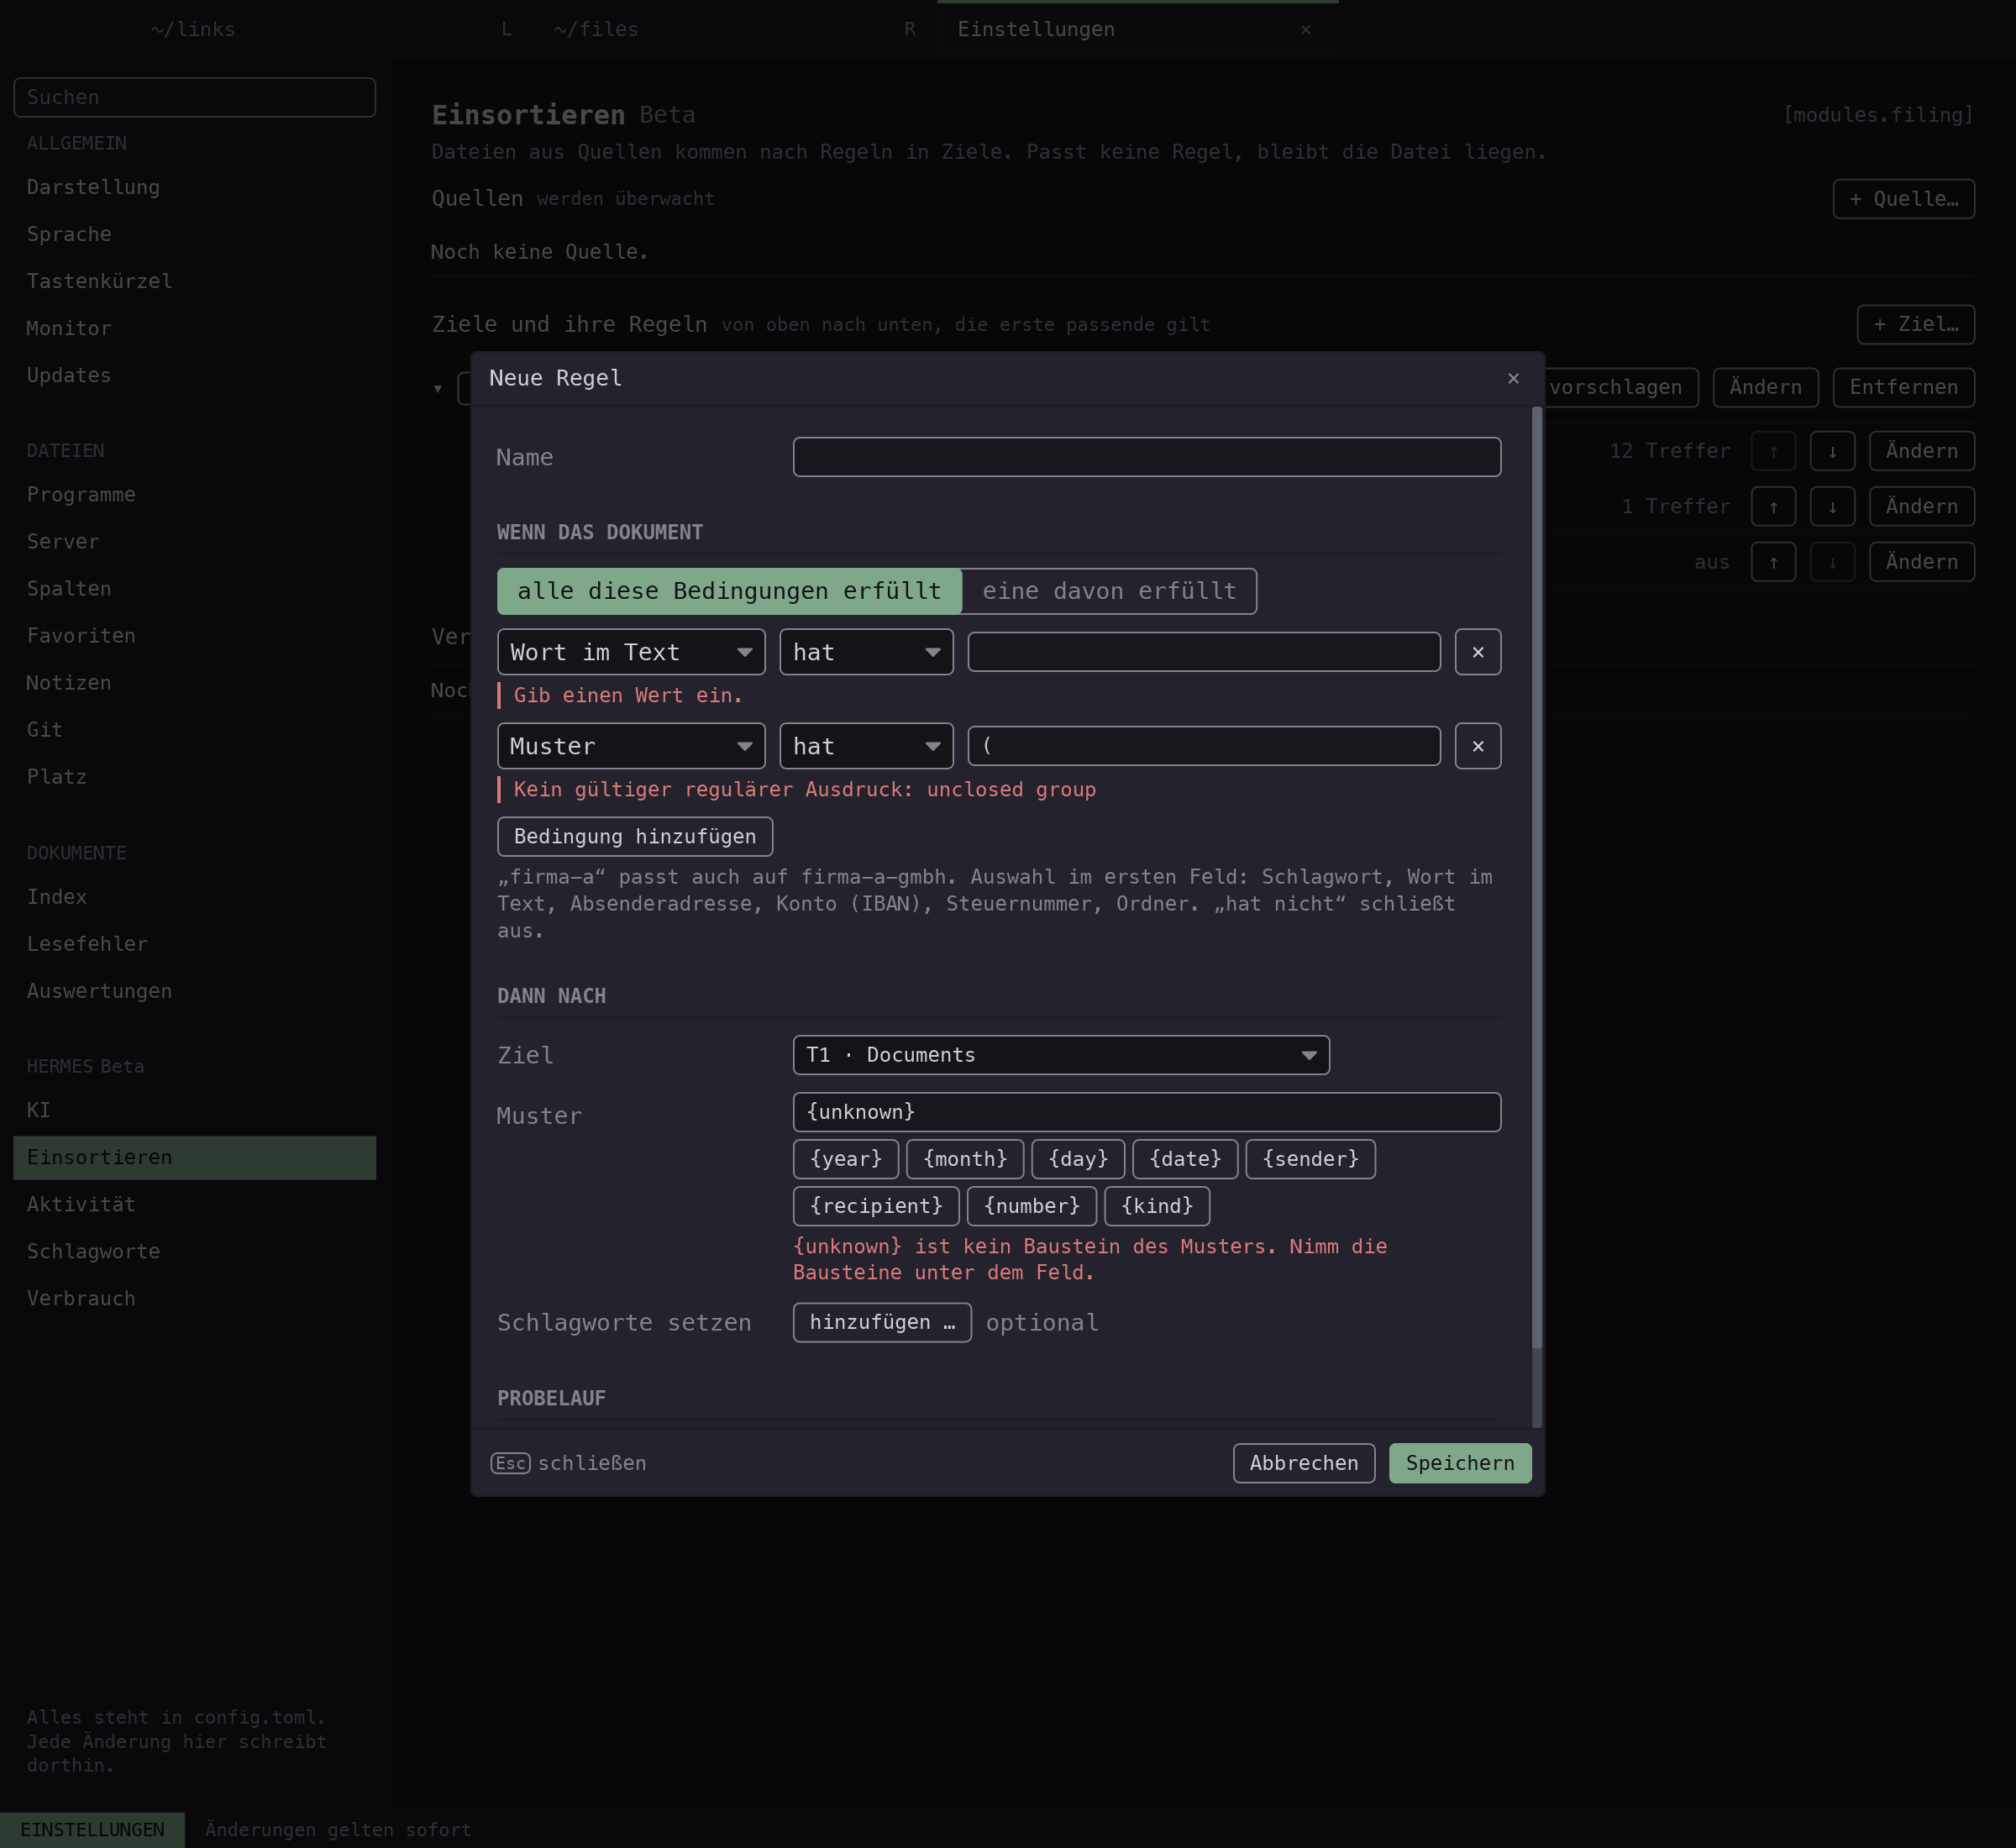 ~/links L ~/files R Einstellungen ×
Suchen
ALLGEMEIN
Darstellung
Sprache
Tastenkürzel
Monitor
Updates
DATEIEN
Programme
Server
Spalten
Favoriten
Notizen
Git
Platz
DOKUMENTE
Index
Lesefehler
Auswertungen
HERMES Beta
KI
Einsortieren
Aktivität
Schlagworte
Verbrauch
Alles steht in config.toml.
Jede Änderung hier schreibt
dorthin.
Einsortieren Beta [modules.filing]
Dateien aus Quellen kommen nach Regeln in Ziele. Passt keine Regel, bleibt die Datei liegen.
Quellen werden überwacht + Quelle…
Noch keine Quelle.
Ziele und ihre Regeln von oben nach unten, die erste passende gilt + Ziel…
▾ vorschlagen Ändern Entfernen
12 Treffer ↑ ↓ Ändern
1 Treffer ↑ ↓ Ändern
aus ↑ ↓ Ändern
Ver
Noc
Neue Regel ×
Name
WENN DAS DOKUMENT
alle diese Bedingungen erfüllt eine davon erfüllt
Wort im Text hat ×
Gib einen Wert ein.
Muster hat ( ×
Kein gültiger regulärer Ausdruck: unclosed group
Bedingung hinzufügen
„firma-a“ passt auch auf firma-a-gmbh. Auswahl im ersten Feld: Schlagwort, Wort im
Text, Absenderadresse, Konto (IBAN), Steuernummer, Ordner. „hat nicht“ schließt
aus.
DANN NACH
Ziel T1 · Documents
Muster {unknown}
{year} {month} {day} {date} {sender}
{recipient} {number} {kind}
{unknown} ist kein Baustein des Musters. Nimm die
Bausteine unter dem Feld.
Schlagworte setzen hinzufügen … optional
PROBELAUF
Esc schließen Abbrechen Speichern
EINSTELLUNGEN Änderungen gelten sofort